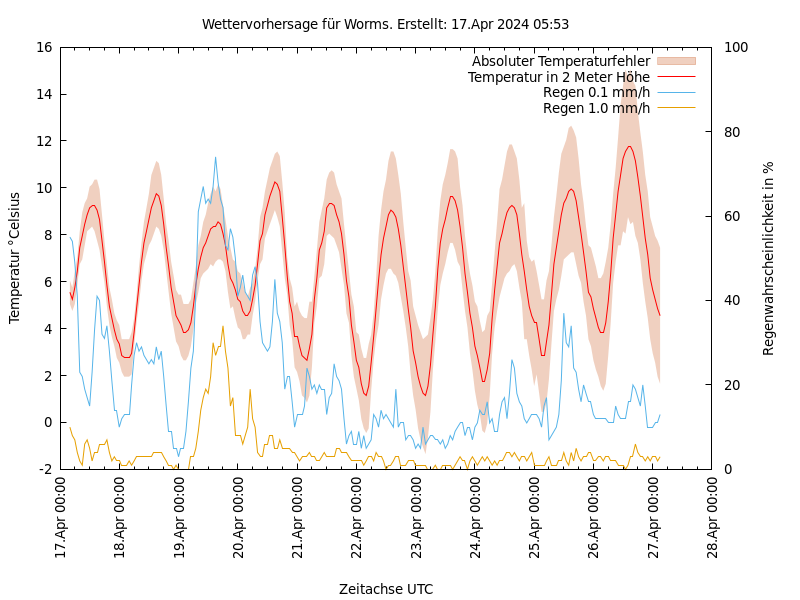 Wettervorhersage für Worms. Erstellt: 17.Apr 2024 05:53
Absoluter Temperaturfehler
Temperatur in 2 Meter Höhe
Regen 0.1 mm/h
Regen 1.0 mm/h
Temperatur °Celsius
16
14
12
10
8
6
4
2
0
-2
100
80
60
40
20
0
Regenwahrscheinlichkeit in %
17.Apr 00:00
18.Apr 00:00
19.Apr 00:00
20.Apr 00:00
21.Apr 00:00
22.Apr 00:00
23.Apr 00:00
24.Apr 00:00
25.Apr 00:00
26.Apr 00:00
27.Apr 00:00
28.Apr 00:00
Zeitachse UTC